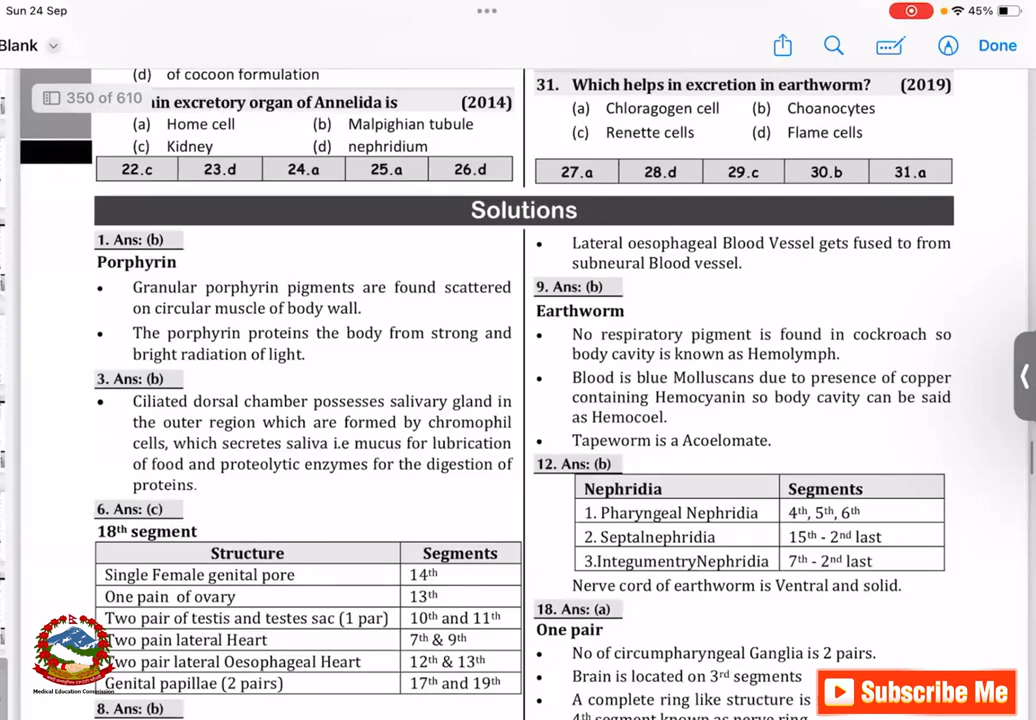 Sun 24 Sep
45%
Blank
Done
350 of 610
(d) of cocoon formulation
in excretory organ of Annelida is (2014)
(a) Home cell (b) Malpighian tubule
(c) Kidney (d) nephridium
22.c 23.d 24.a 25.a 26.d
31. Which helps in excretion in earthworm? (2019)
(a) Chloragogen cell (b) Choanocytes
(c) Renette cells (d) Flame cells
27.a 28.d 29.c 30.b 31.a
Solutions
1. Ans: (b)
Porphyrin
• Granular porphyrin pigments are found scattered
on circular muscle of body wall.
• The porphyrin proteins the body from strong and
bright radiation of light.
3. Ans: (b)
• Ciliated dorsal chamber possesses salivary gland in
the outer region which are formed by chromophil
cells, which secretes saliva i.e mucus for lubrication
of food and proteolytic enzymes for the digestion of
proteins.
6. Ans: (c)
18th segment
Structure Segments
Single Female genital pore 14th
One pain of ovary 13th
Two pair of testis and testes sac (1 par) 10th and 11th
Two pain lateral Heart 7th & 9th
Two pair lateral Oesophageal Heart 12th & 13th
Genital papillae (2 pairs) 17th and 19th
8. Ans: (b)
• Lateral oesophageal Blood Vessel gets fused to from
subneural Blood vessel.
9. Ans: (b)
Earthworm
• No respiratory pigment is found in cockroach so
body cavity is known as Hemolymph.
• Blood is blue Molluscans due to presence of copper
containing Hemocyanin so body cavity can be said
as Hemocoel.
• Tapeworm is a Acoelomate.
12. Ans: (b)
Nephridia Segments
1. Pharyngeal Nephridia 4th, 5th, 6th
2. Septalnephridia 15th - 2nd last
3.IntegumentryNephridia 7th - 2nd last
Nerve cord of earthworm is Ventral and solid.
18. Ans: (a)
One pair
• No of circumpharyngeal Ganglia is 2 pairs.
• Brain is located on 3rd segments
• A complete ring like structure is
4th segment known as nerve ring
Medical Education Commission
Subscribe Me